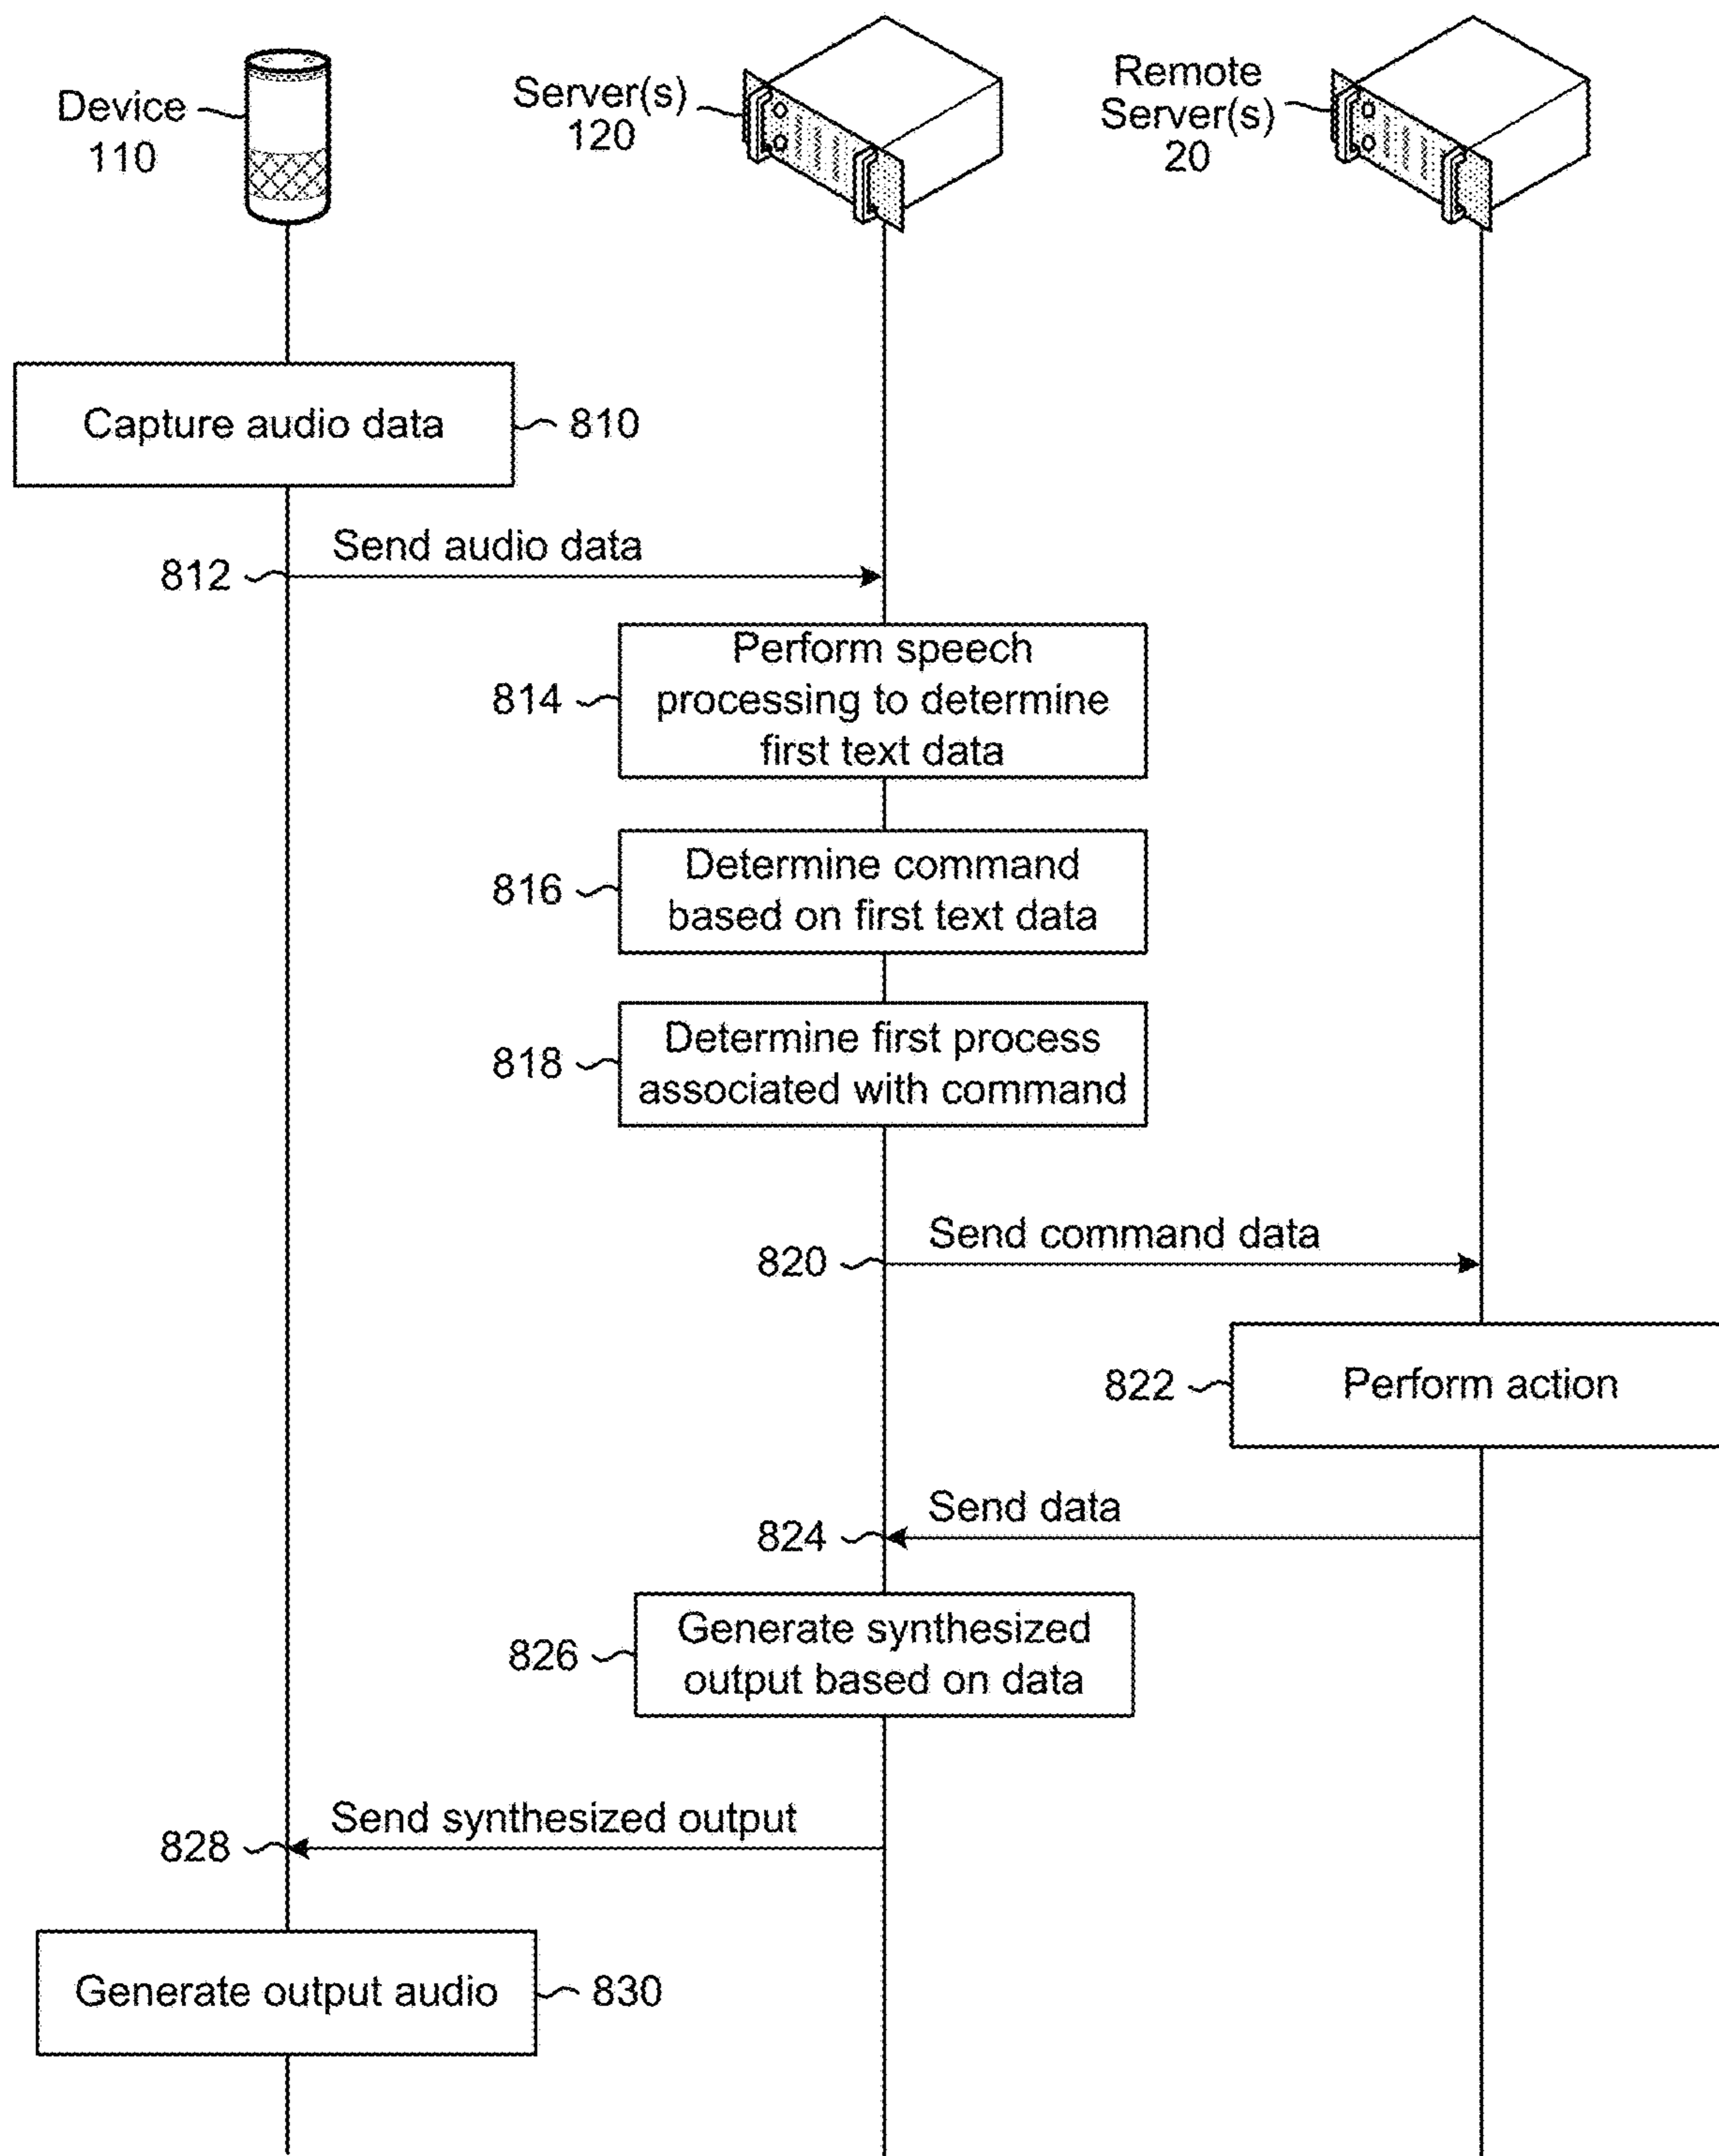 Device
110
Server(s)
120
Remote
Server(s)
20
Capture audio data
810
Send audio data
812
Perform speech
processing to determine
first text data
814
Determine command
based on first text data
816
Determine first process
associated with command
818
Send command data
820
Perform action
822
Send data
824
Generate synthesized
output based on data
826
Send synthesized output
828
Generate output audio
830